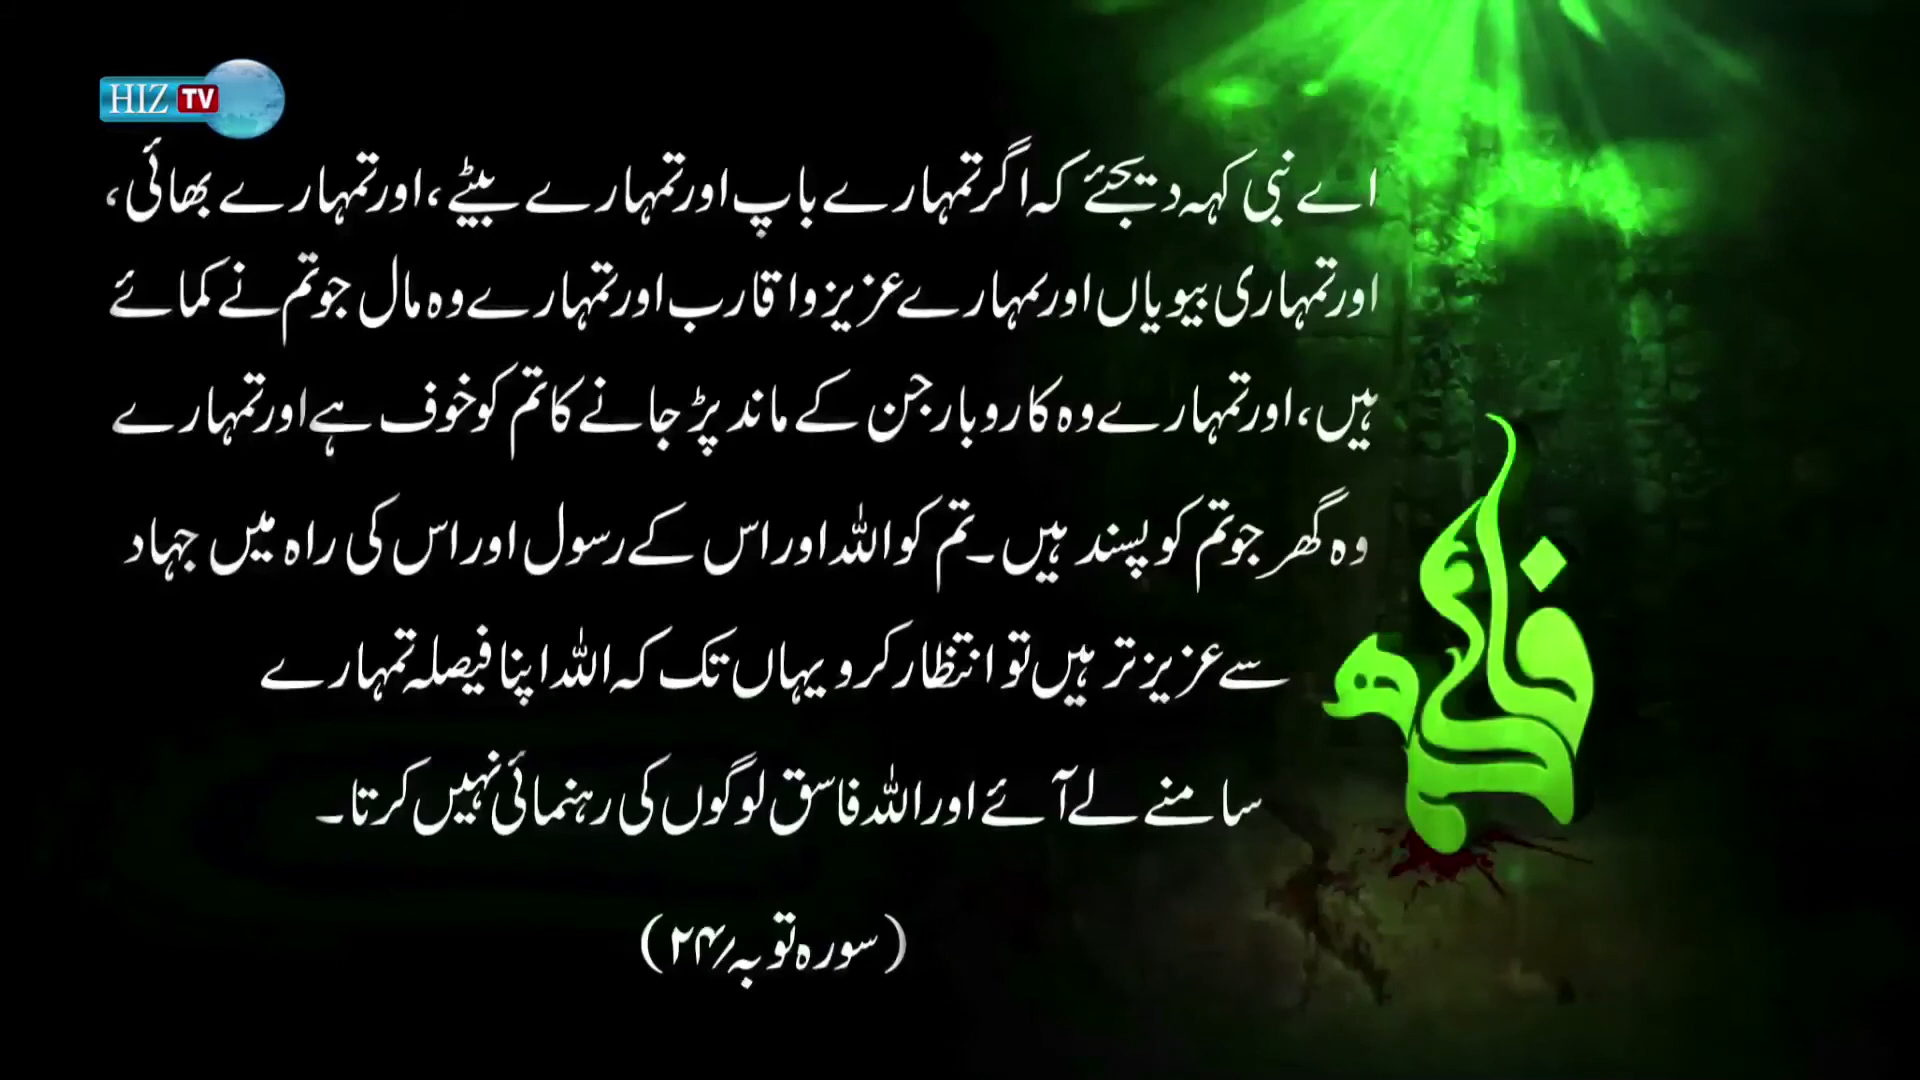 HIZ TV
اے نبی کہہ دیجئے کہ اگر تمہارے باپ اور تمہارے بیٹے، اور تمہارے بھائی،
اور تمہاری بیویاں اور تمہارے عزیز و اقارب اور تمہارے وہ مال جو تم نے کمائے
ہیں، اور تمہارے وہ کاروبار جن کے ماند پڑ جانے کا تم کو خوف ہے اور تمہارے
وہ گھر جو تم کو پسند ہیں۔ تم کو اللہ اور اس کے رسول اور اس کی راہ میں جہاد
سے عزیز تر ہیں تو انتظار کرو یہاں تک کہ اللہ اپنا فیصلہ تمہارے
سامنے لے آئے اور اللہ فاسق لوگوں کی رہنمائی نہیں کرتا۔
(سورہ توبہ/۲۴)